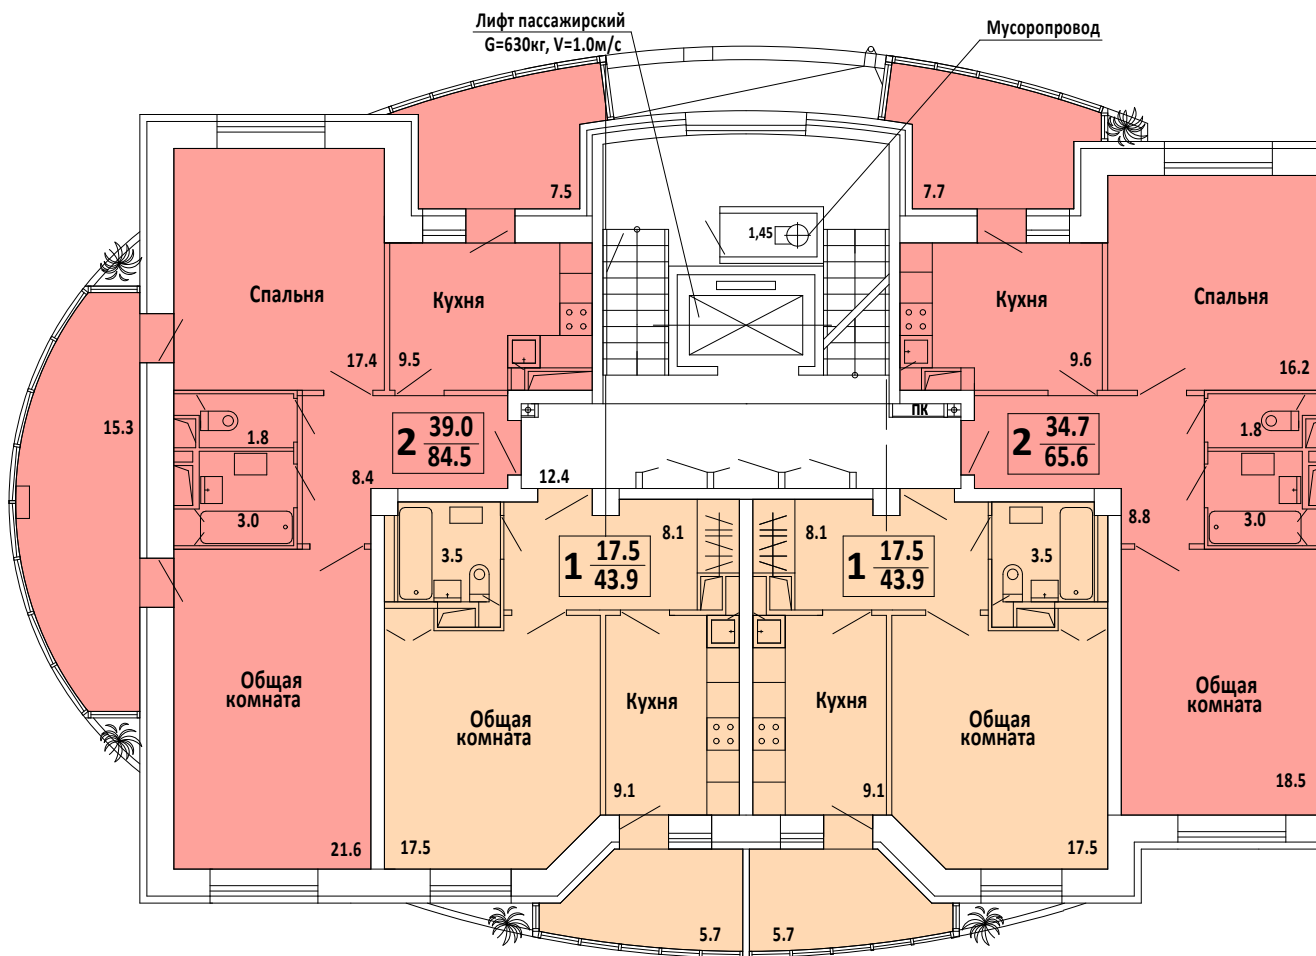 Лифт пассажирский
G=630кг, V=1.0м/с
Мусоропровод
7.5
7.7
1,45
Спальня
Кухня
Кухня
Спальня
17.4
9.5
9.6
16.2
15.3
1.8
2 39.0
84.5
ПК
2 34.7
65.6
1.8
8.4
12.4
3.0
8.8
3.0
3.5
8.1
8.1
3.5
1 17.5
43.9
1 17.5
43.9
Общая
комната
Кухня
Кухня
Общая
комната
Общая
комната
Общая
комната
9.1
9.1
18.5
21.6
17.5
17.5
5.7
5.7